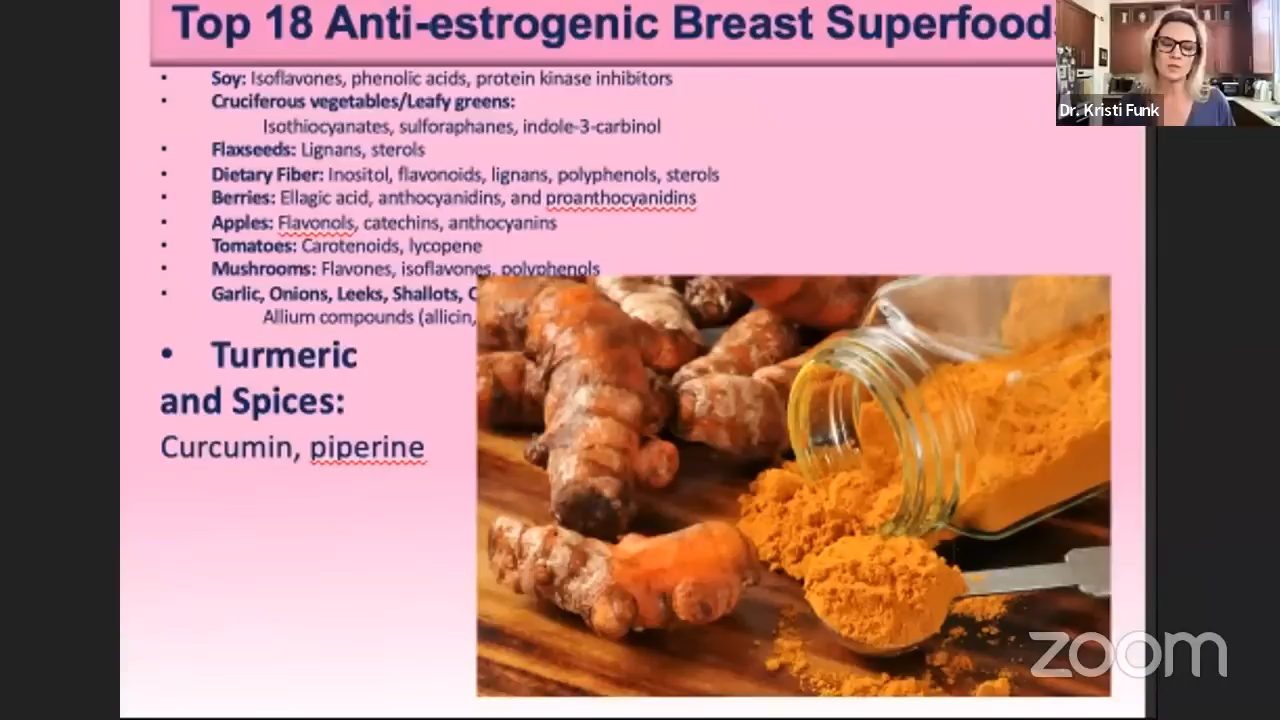 Top 18 Anti-estrogenic Breast Superfoods
Dr. Kristi Funk
• Soy: Isoflavones, phenolic acids, protein kinase inhibitors
• Cruciferous vegetables/Leafy greens:
Isothiocyanates, sulforaphanes, indole-3-carbinol
• Flaxseeds: Lignans, sterols
• Dietary Fiber: Inositol, flavonoids, lignans, polyphenols, sterols
• Berries: Ellagic acid, anthocyanidins, and proanthocyanidins
• Apples: Flavonols, catechins, anthocyanins
• Tomatoes: Carotenoids, lycopene
• Mushrooms: Flavones, isoflavones, polyphenols
• Garlic, Onions, Leeks, Shallots,
Allium compounds (allicin,
• Turmeric
and Spices:
Curcumin, piperine
zoom